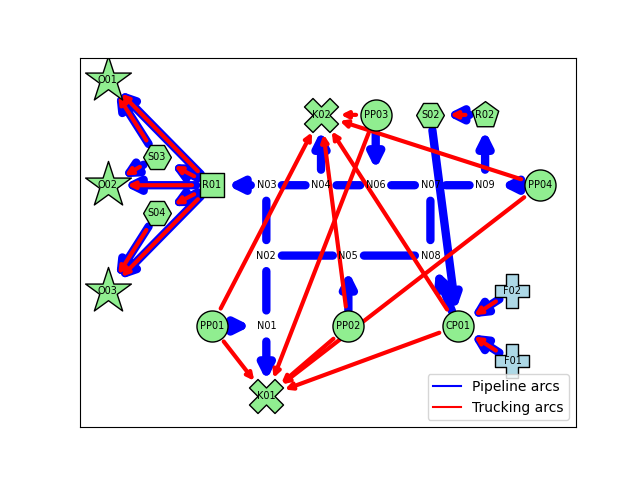 O01
K02
PP03
S02
R02
S03
O02
R01
N03
N04
N06
N07
N09
PP04
S04
N02
N05
N08
O03
F02
PP01
N01
PP02
CP01
F01
K01
Pipeline arcs
Trucking arcs